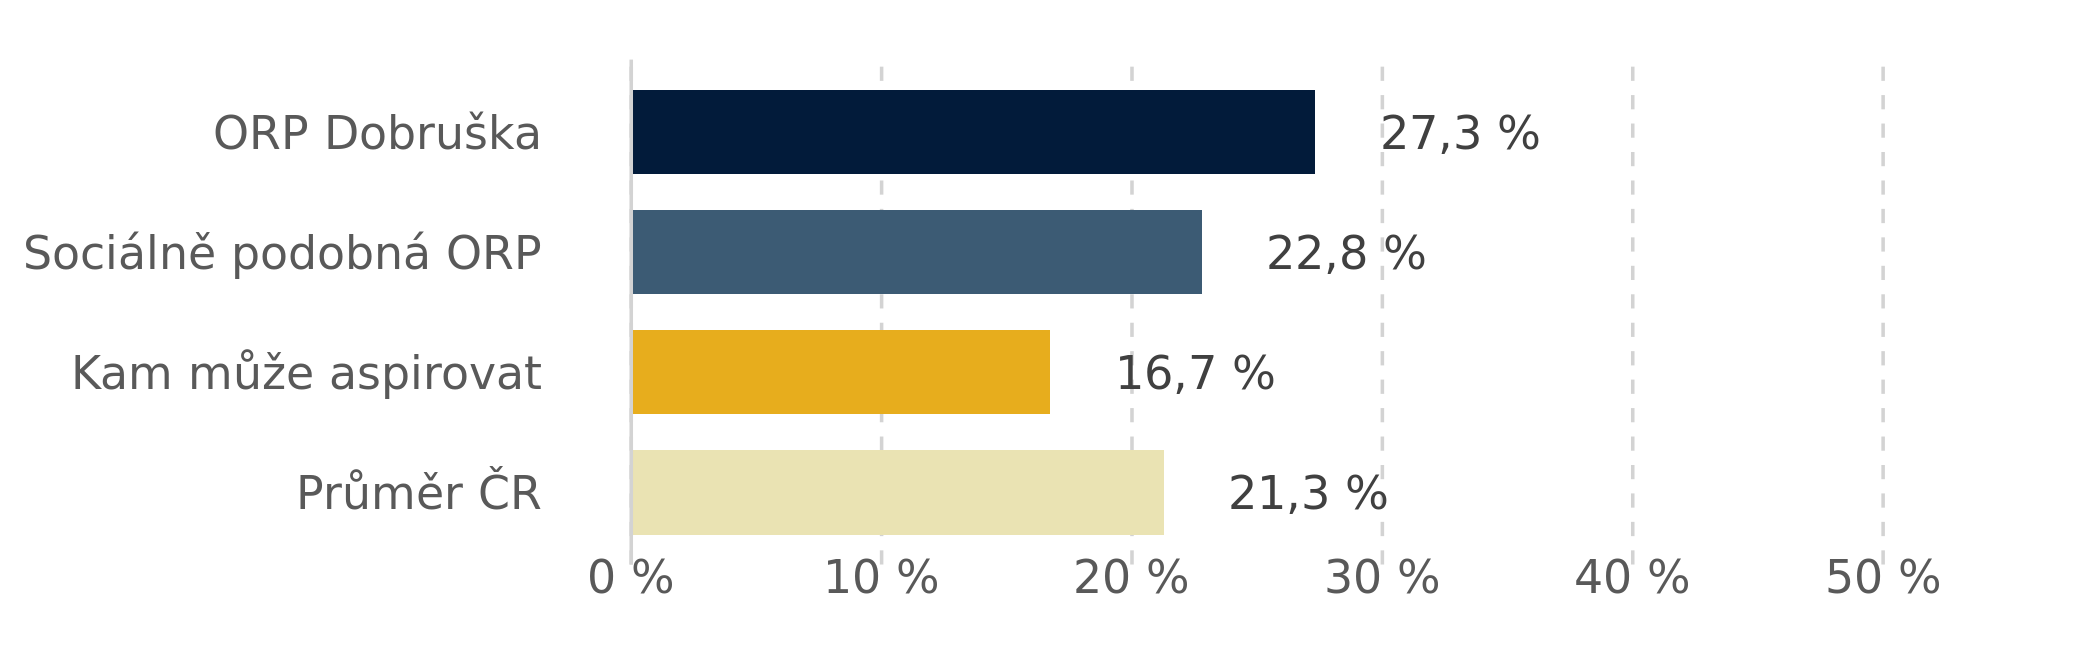 ORP Dobruška 27,3 %
Sociálně podobná ORP 22,8 %
Kam může aspirovat 16,7 %
Průměr ČR 21,3 %
0 % 10 % 20 % 30 % 40 % 50 %